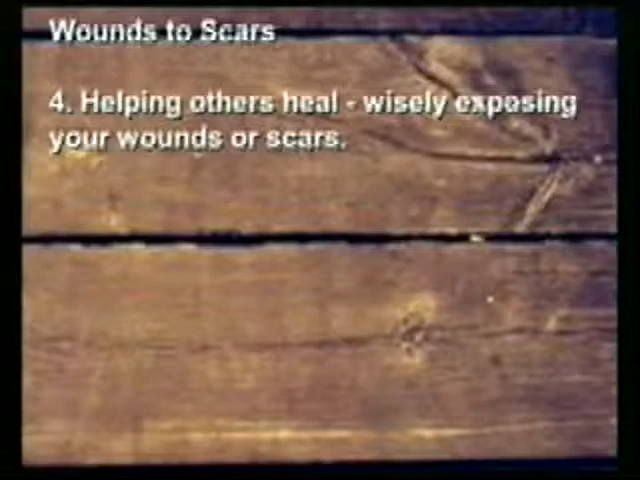 Wounds to Scars
4. Helping others heal - wisely exposing
your wounds or scars.